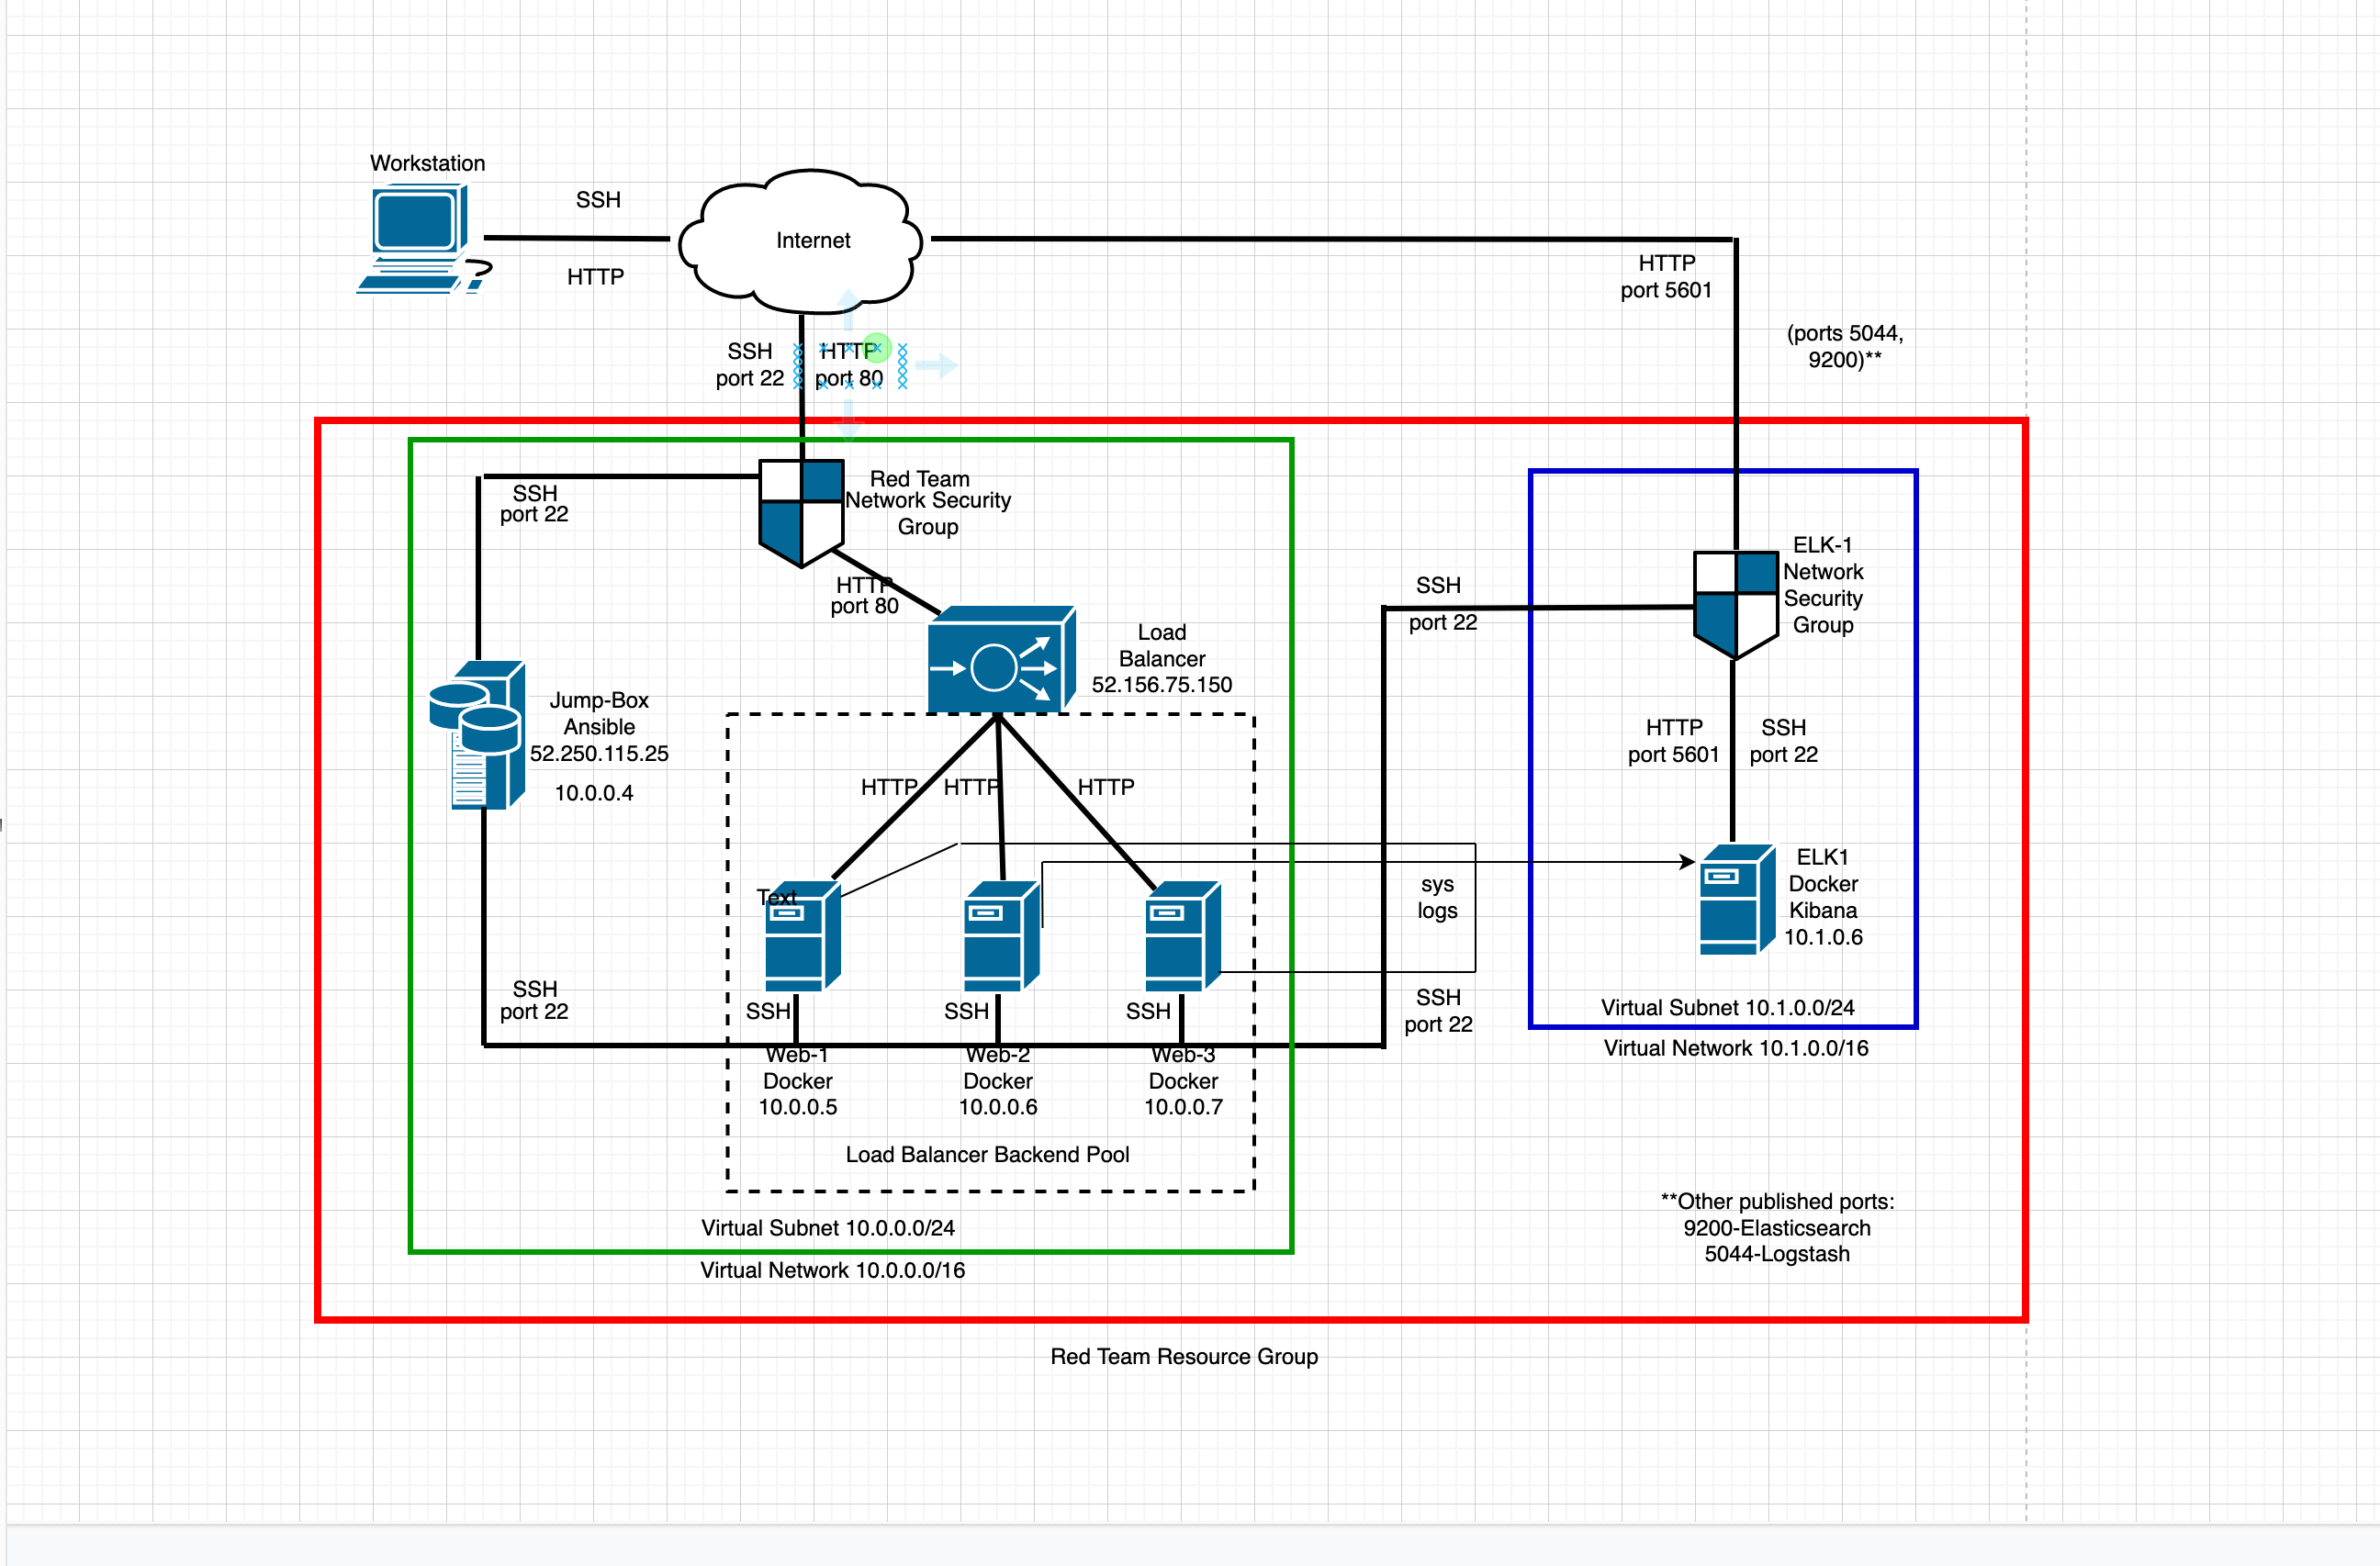 Workstation
SSH
HTTP
Internet
HTTP
port 5601
(ports 5044,
9200)**
SSH
port 22
HTTP
port 80
SSH
port 22
Red Team
Network Security
Group
HTTP
port 80
Load
Balancer
52.156.75.150
Jump-Box
Ansible
52.250.115.25
10.0.0.4
HTTP
HTTP
HTTP
Text
SSH
port 22
SSH
SSH
SSH
Web-1
Docker
10.0.0.5
Web-2
Docker
10.0.0.6
Web-3
Docker
10.0.0.7
Load Balancer Backend Pool
Virtual Subnet 10.0.0.0/24
Virtual Network 10.0.0.0/16
SSH
port 22
sys
logs
SSH
port 22
ELK-1
Network
Security
Group
HTTP
port 5601
SSH
port 22
ELK1
Docker
Kibana
10.1.0.6
Virtual Subnet 10.1.0.0/24
Virtual Network 10.1.0.0/16
**Other published ports:
9200-Elasticsearch
5044-Logstash
Red Team Resource Group